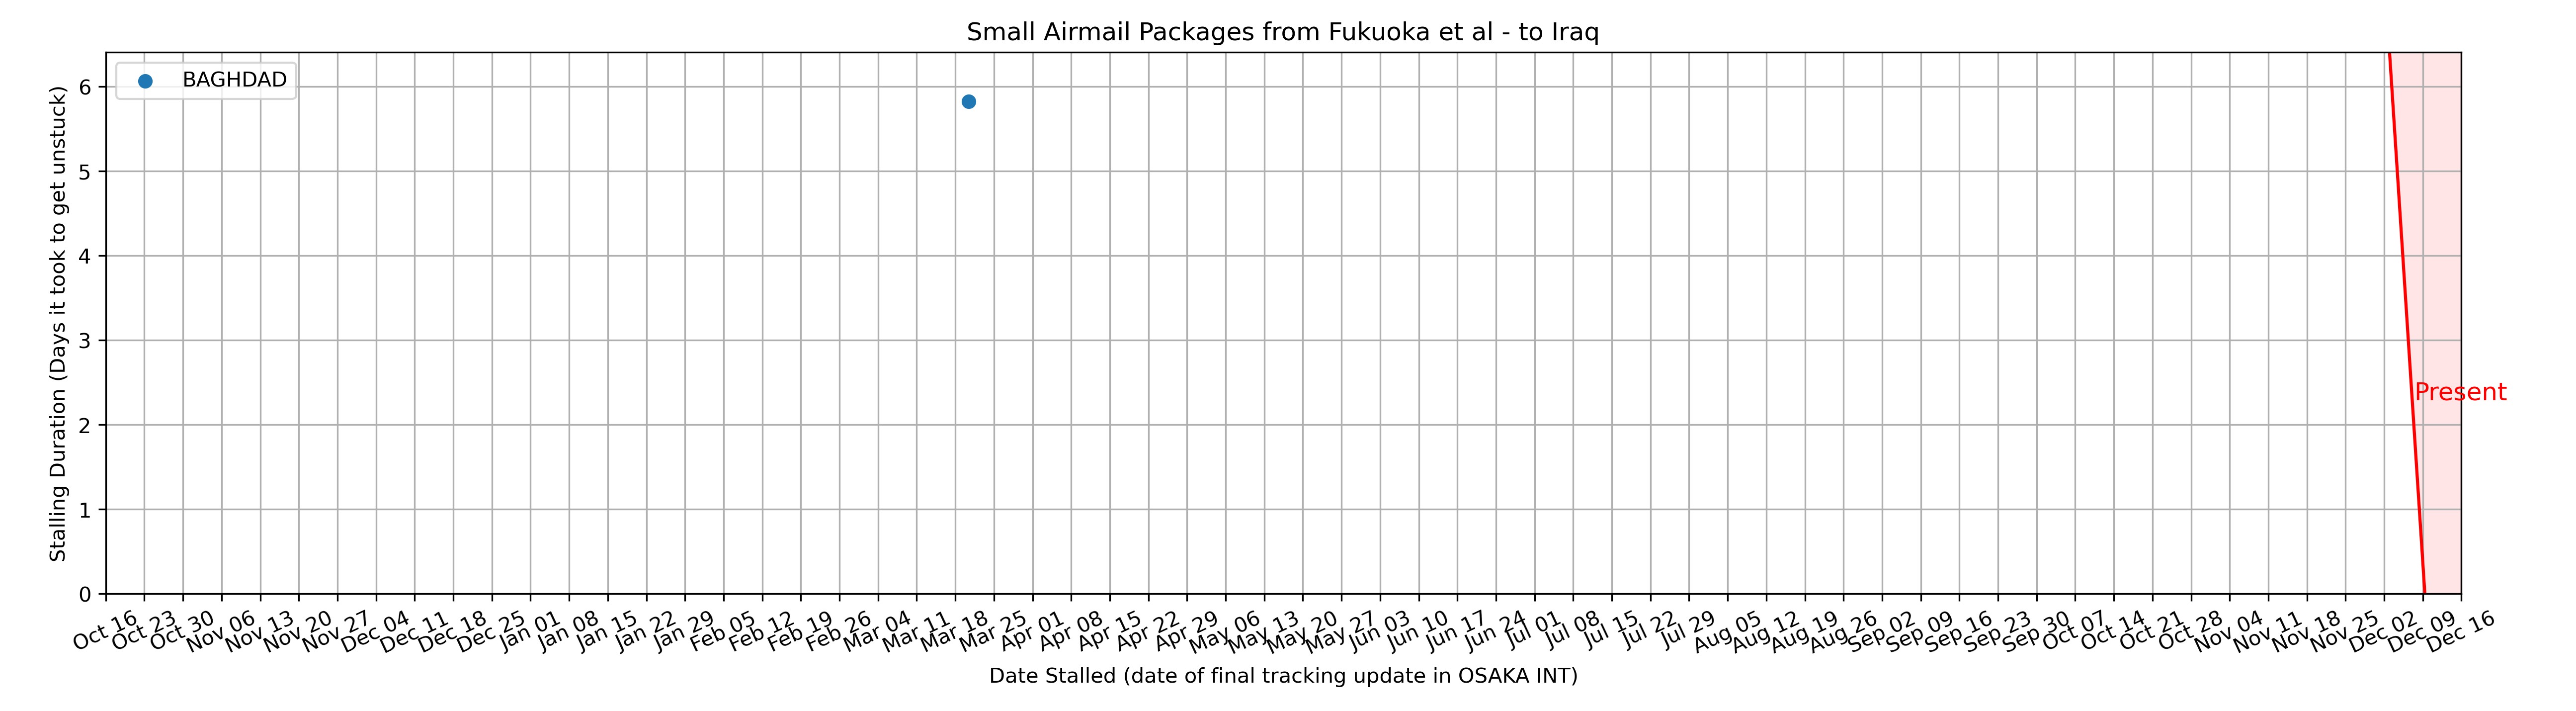 Small Airmail Packages from Fukuoka et al - to Iraq
BAGHDAD
Stalling Duration (Days it took to get unstuck)
6
5
4
3
2
1
0
Present
Oct 16 Oct 23 Oct 30 Nov 06 Nov 13 Nov 20 Nov 27 Dec 04 Dec 11 Dec 18 Dec 25 Jan 01 Jan 08 Jan 15 Jan 22 Jan 29 Feb 05 Feb 12 Feb 19 Feb 26 Mar 04 Mar 11 Mar 18 Mar 25 Apr 01 Apr 08 Apr 15 Apr 22 Apr 29 May 06 May 13 May 20 May 27 Jun 03 Jun 10 Jun 17 Jun 24 Jul 01 Jul 08 Jul 15 Jul 22 Jul 29 Aug 05 Aug 12 Aug 19 Aug 26 Sep 02 Sep 09 Sep 16 Sep 23 Sep 30 Oct 07 Oct 14 Oct 21 Oct 28 Nov 04 Nov 11 Nov 18 Nov 25 Dec 02 Dec 09 Dec 16
Date Stalled (date of final tracking update in OSAKA INT)